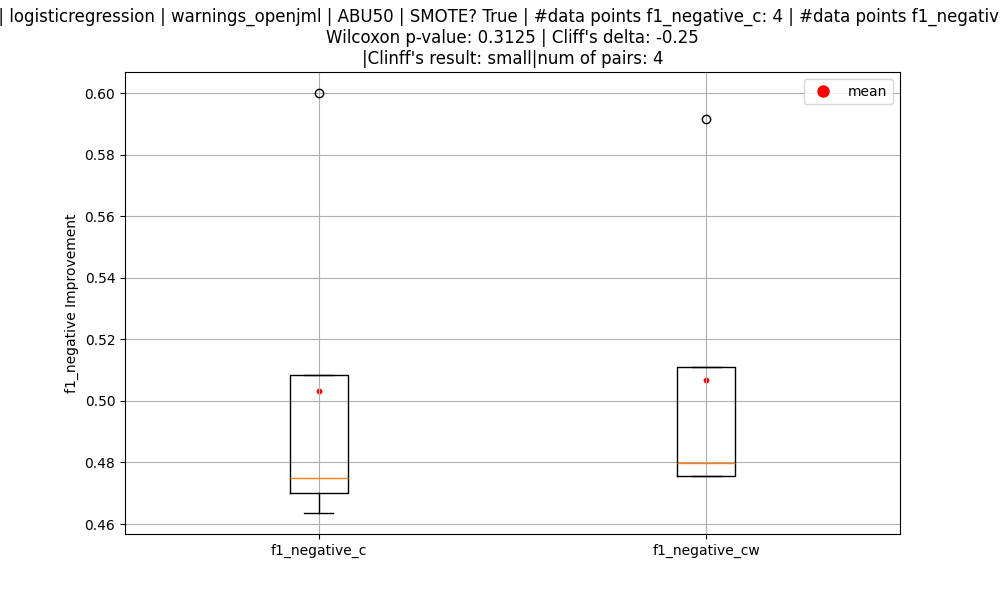 | logisticregression | warnings_openjml | ABU50 | SMOTE? True | #data points f1_negative_c: 4 | #data points f1_negativ
Wilcoxon p-value: 0.3125 | Cliff's delta: -0.25
|Clinff's result: small|num of pairs: 4
mean
0.60
0.58
0.56
0.54
0.52
0.50
0.48
0.46
f1_negative Improvement
f1_negative_c
f1_negative_cw